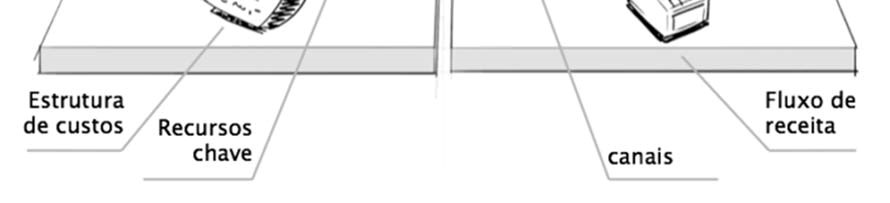 Estrutura
de custos
Recursos
chave
canais
Fluxo de
receita